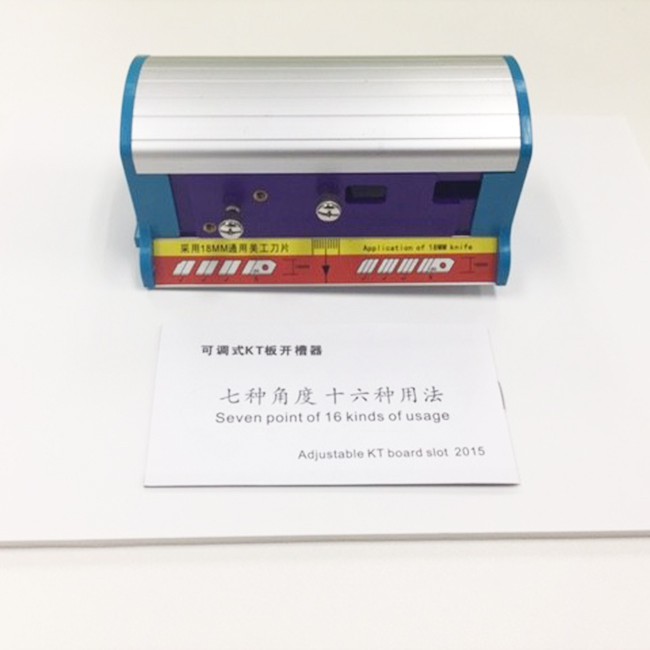 采用18MM通用美工刀片
Application of 18MM knife
可调式KT板开槽器
七种角度 十六种用法
Seven point of 16 kinds of usage
Adjustable KT board slot 2015